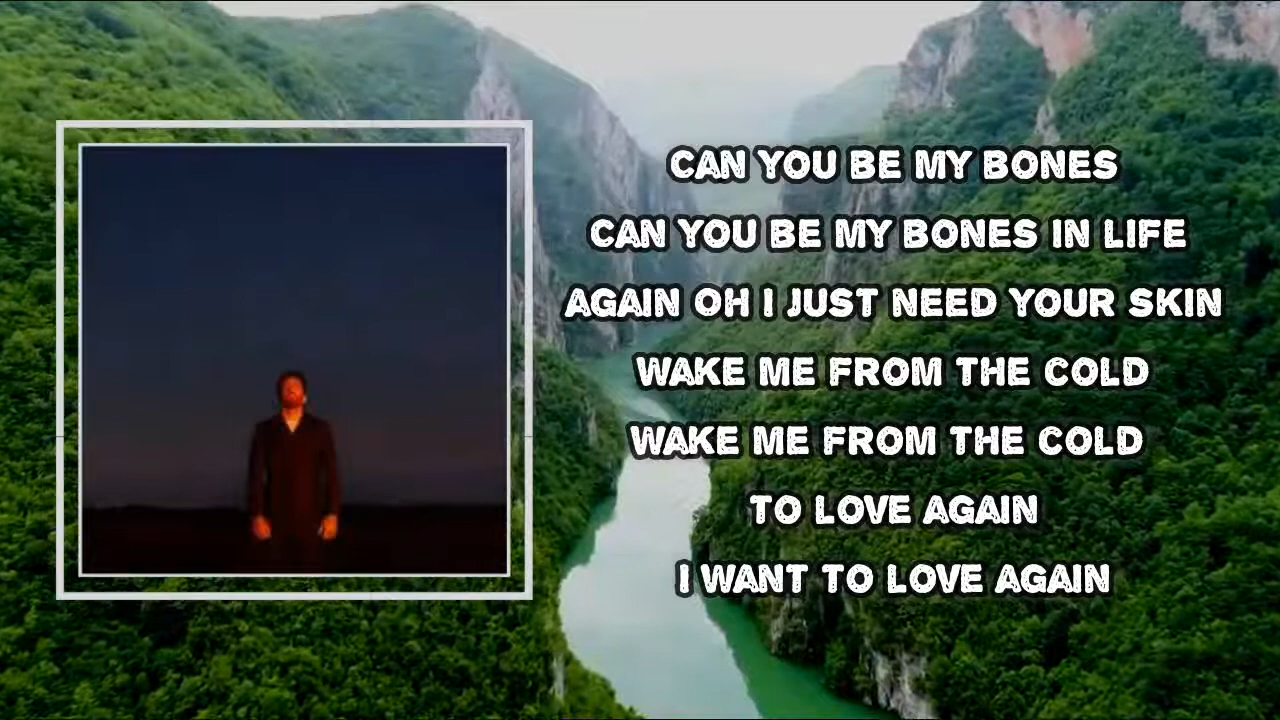 CAN YOU BE MY BONES
CAN YOU BE MY BONES IN LIFE
AGAIN OH I JUST NEED YOUR SKIN
WAKE ME FROM THE COLD
WAKE ME FROM THE COLD
TO LOVE AGAIN
I WANT TO LOVE AGAIN